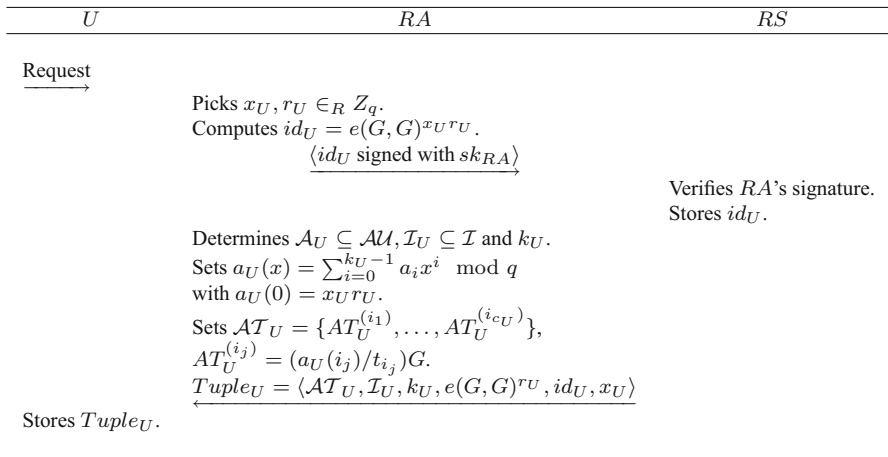 U RA RS
Request
Picks x_U, r_U ∈_R Z_q.
Computes id_U = e(G, G)^{x_U r_U}.
⟨id_U signed with sk_{RA}⟩
Verifies RA's signature.
Stores id_U.
Determines 𝒜_U ⊆ 𝒜𝒰, ℐ_U ⊆ ℐ and k_U.
Sets a_U(x) = ∑_{i=0}^{k_U−1} a_i x^i mod q
with a_U(0) = x_U r_U.
Sets 𝒜𝒯_U = {AT_U^{(i_1)}, . . . , AT_U^{(i_{c_U})}},
AT_U^{(i_j)} = (a_U(i_j)/t_{i_j})G.
Tuple_U = ⟨𝒜𝒯_U, ℐ_U, k_U, e(G, G)^{r_U}, id_U, x_U⟩
Stores Tuple_U.